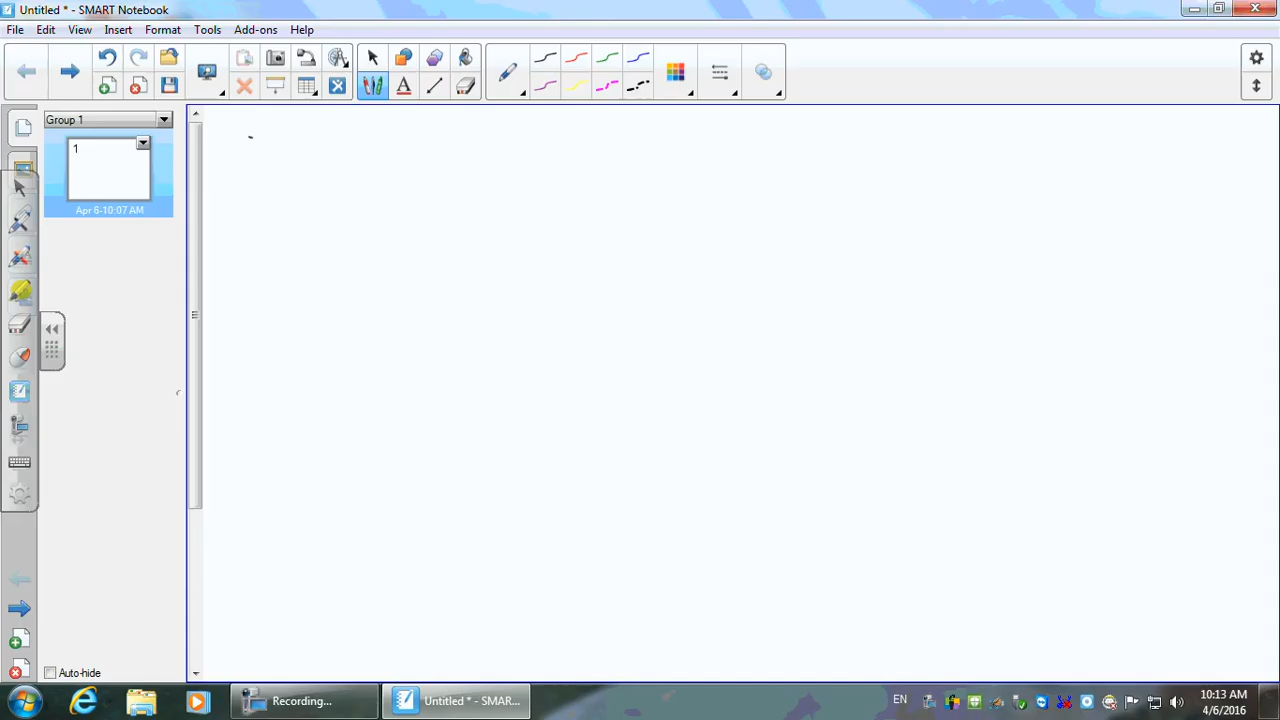 Untitled * - SMART Notebook
File Edit View Insert Format Tools Add-ons Help
Group 1
1
Apr 6-10:07 AM
Auto-hide
Recording...
Untitled * - SMAR...
EN
10:13 AM
4/6/2016